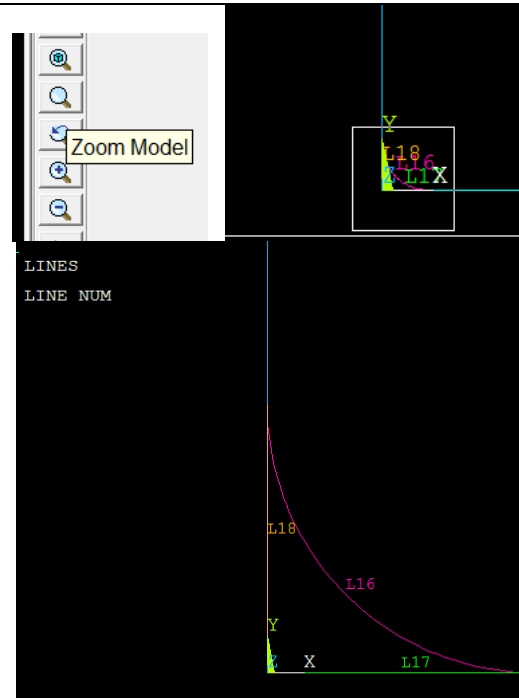 Zoom Model
Y
L18
L16
Z
L17
X
LINES
LINE NUM
L18
L16
Y
Z
X
L17